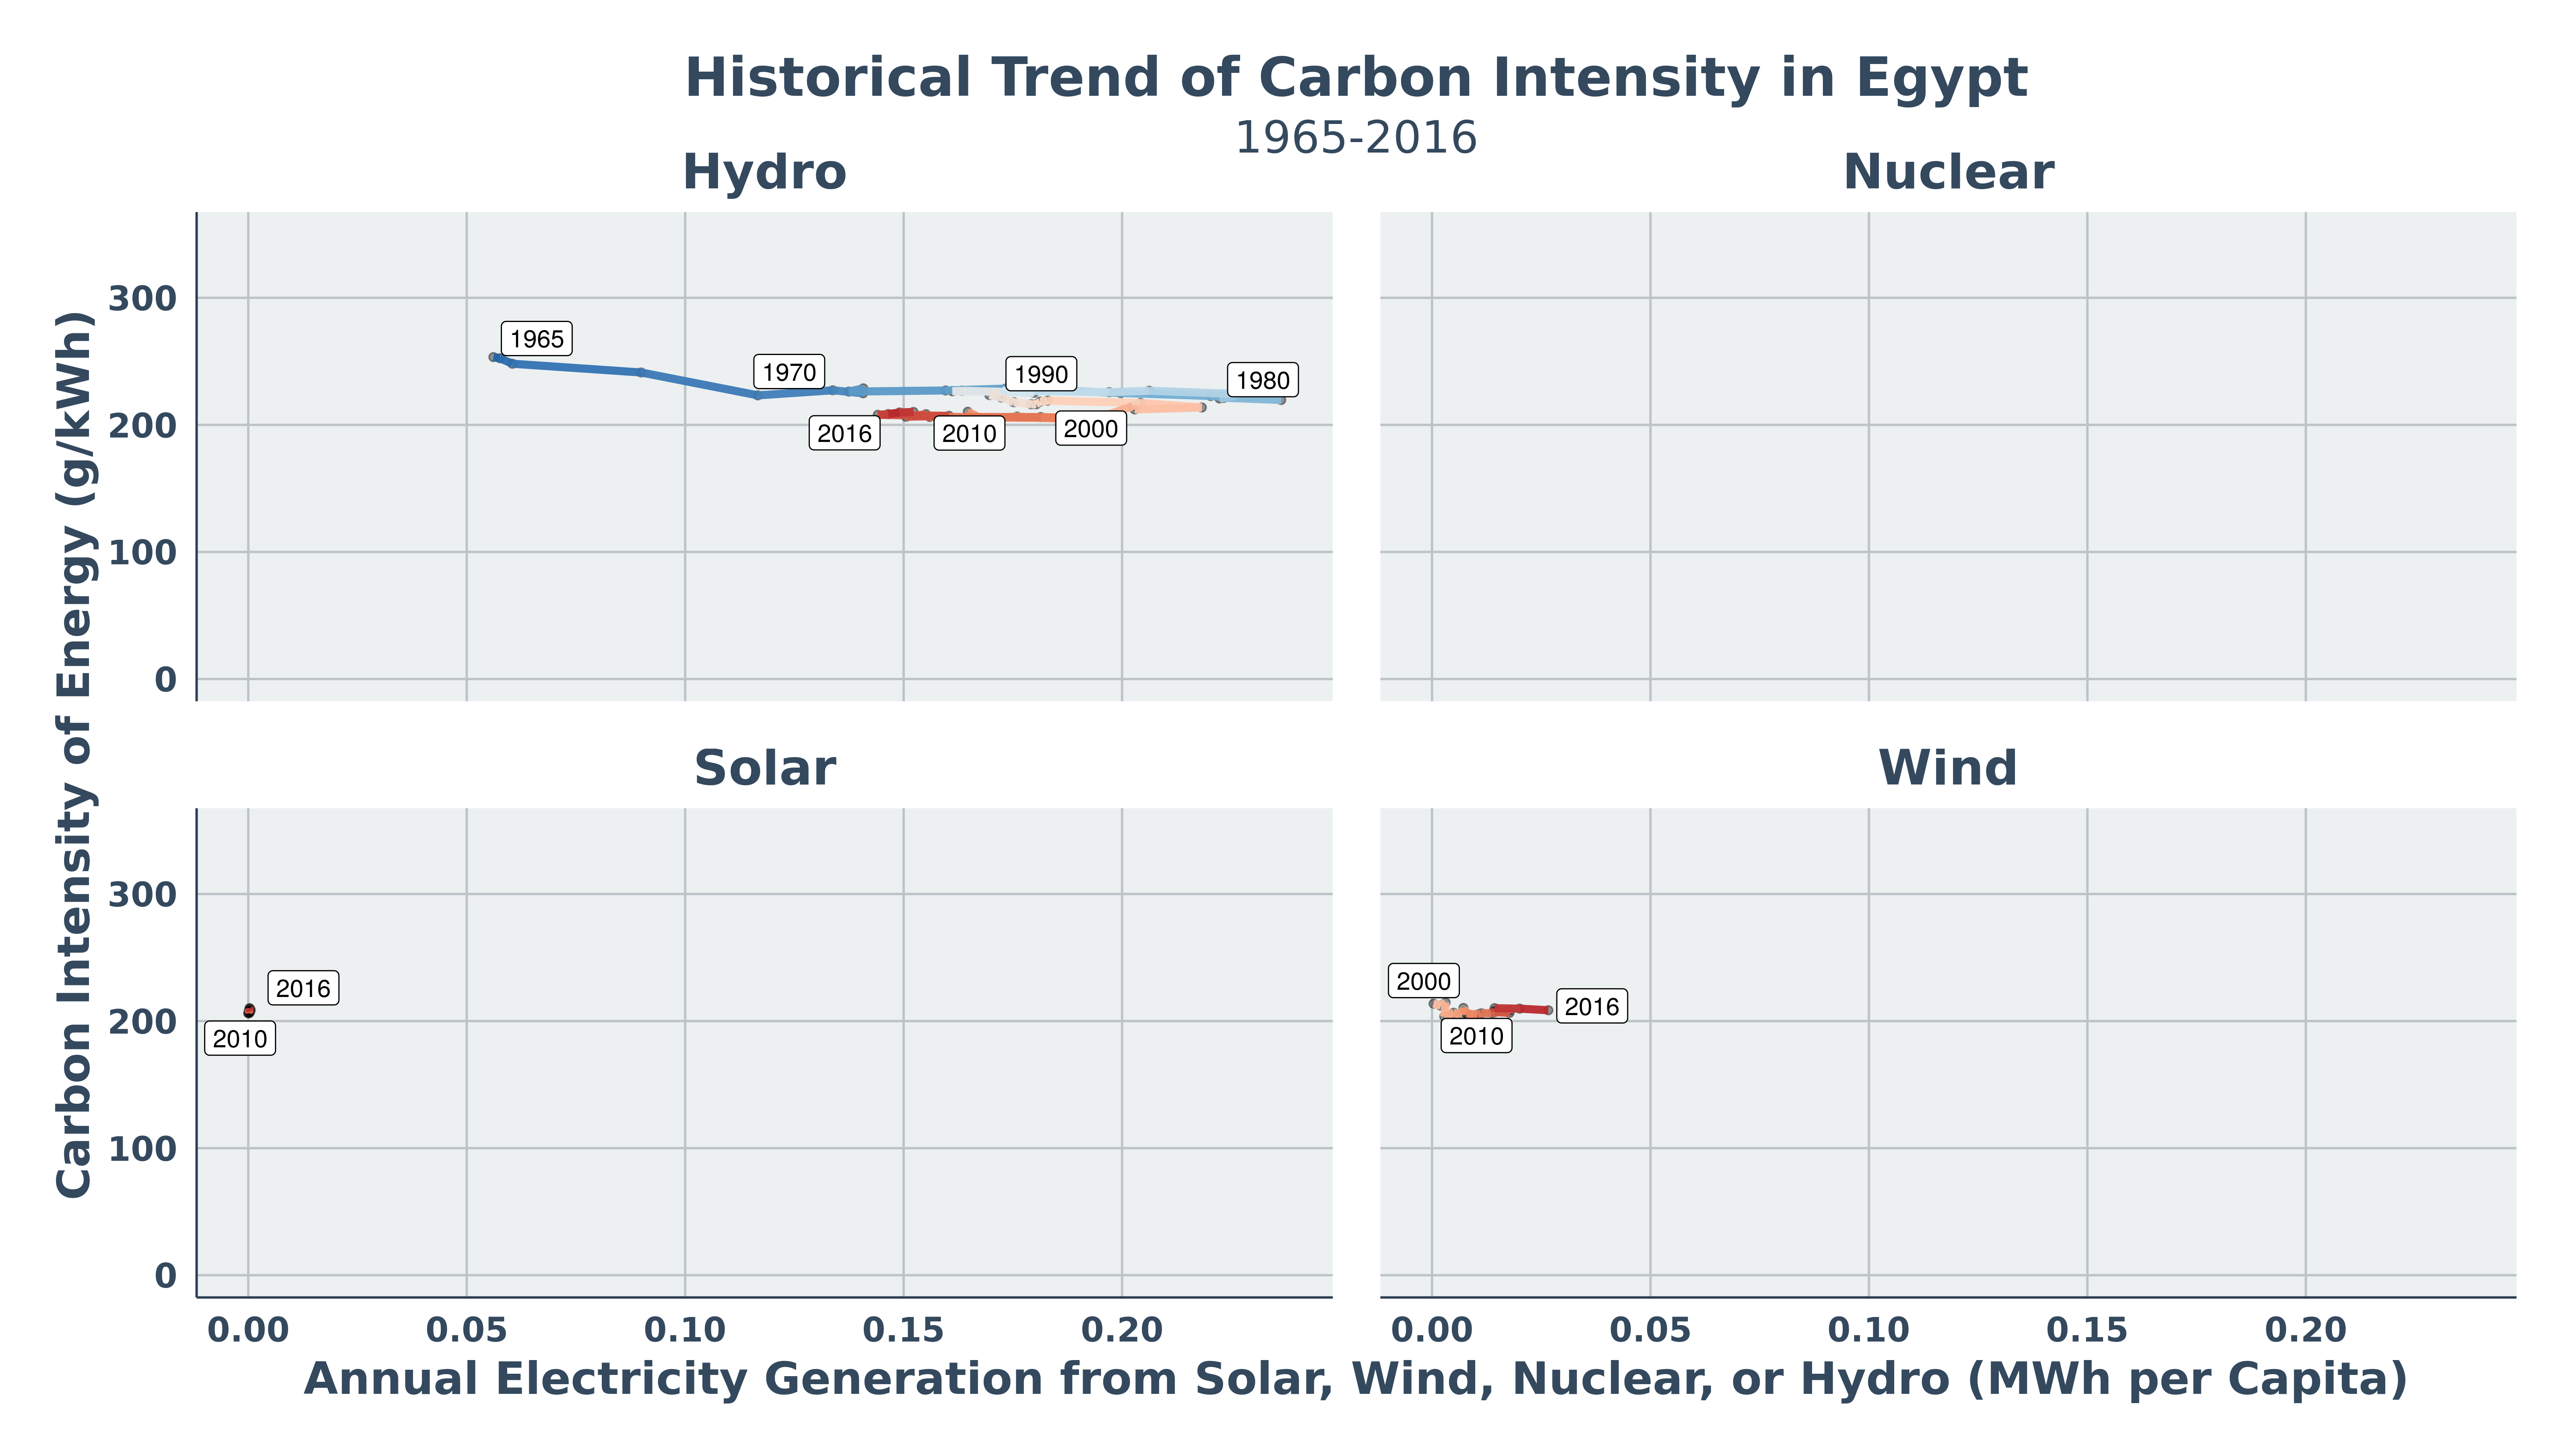 Historical Trend of Carbon Intensity in Egypt
1965-2016
Hydro
Nuclear
Carbon Intensity of Energy (g/kWh)
300
200
100
0
1965
1970
1990
1980
2016
2010
2000
Solar
Wind
300
200
100
0
2016
2010
2000
2016
2010
0.00 0.05 0.10 0.15 0.20
0.00 0.05 0.10 0.15 0.20
Annual Electricity Generation from Solar, Wind, Nuclear, or Hydro (MWh per Capita)